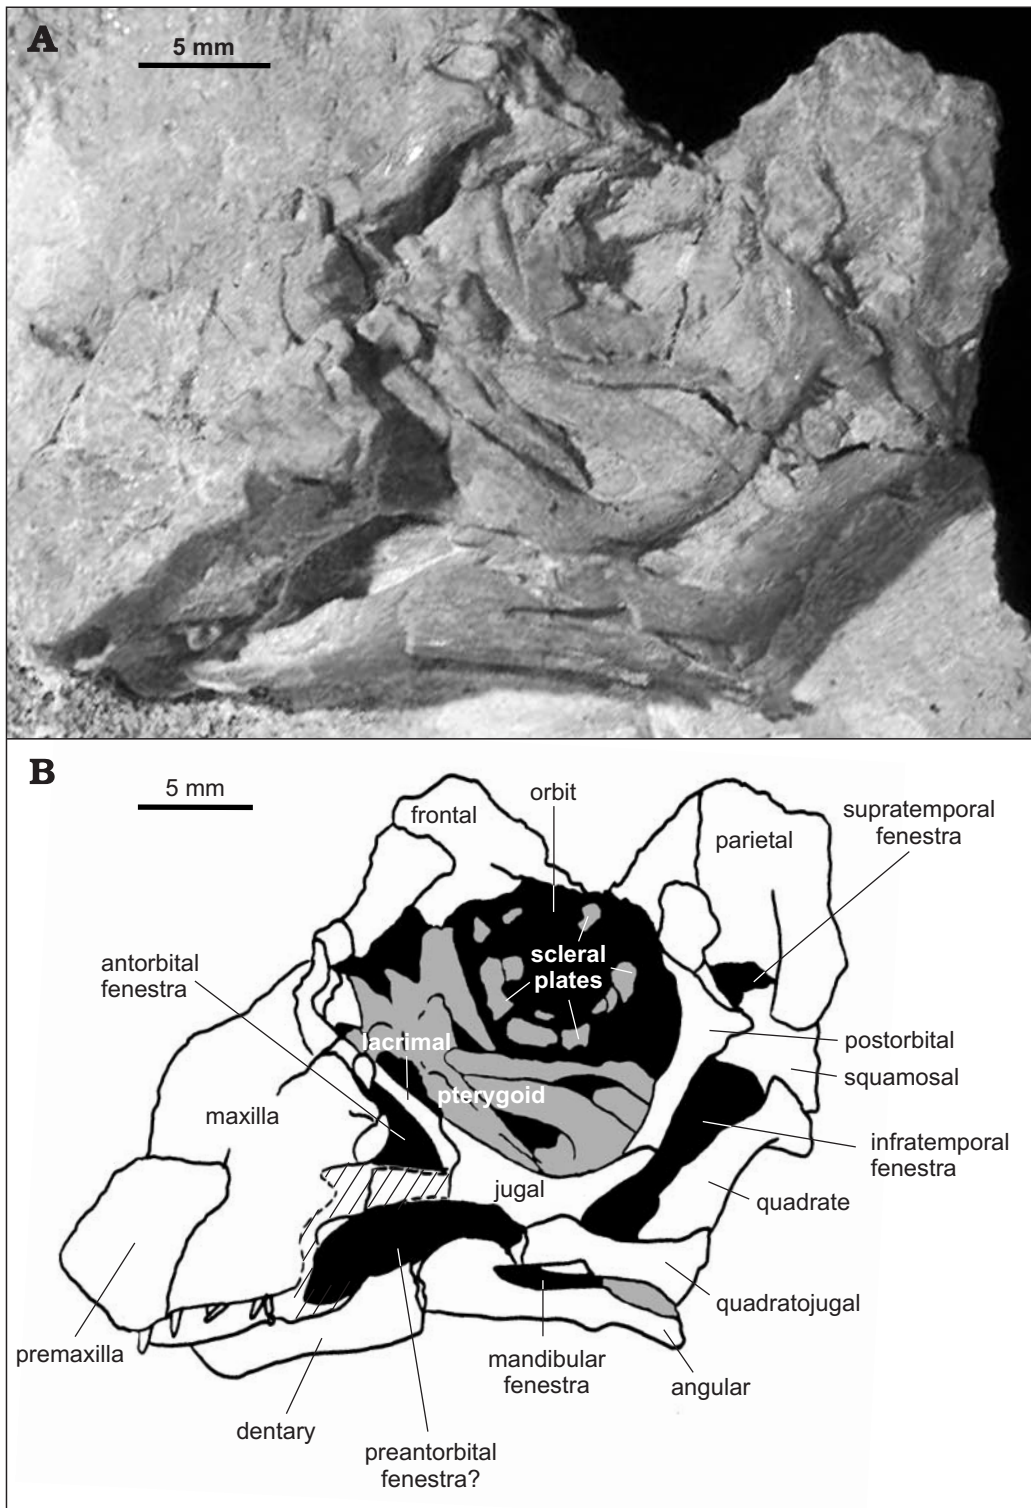 A
5 mm
B
5 mm
frontal
orbit
parietal
supratemporal
fenestra
antorbital
fenestra
scleral
plates
lacrimal
pterygoid
postorbital
squamosal
maxilla
infratemporal
fenestra
jugal
quadrate
premaxilla
quadratojugal
mandibular
fenestra
angular
dentary
preantorbital
fenestra?